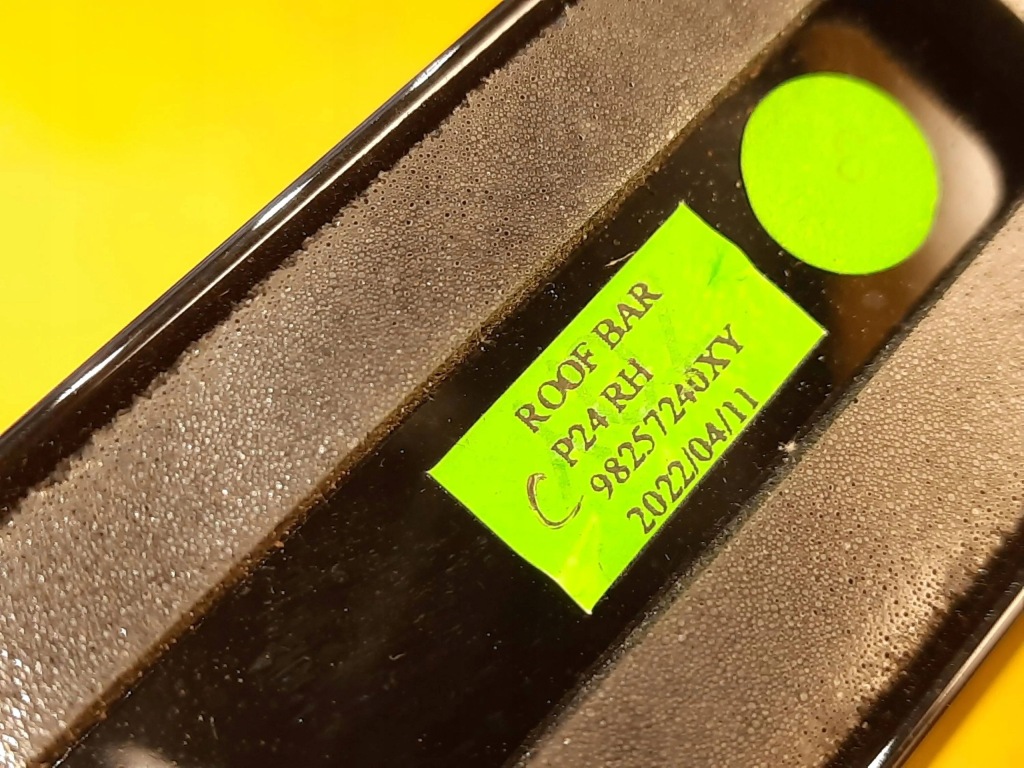 ROOF BAR
P24 RH
C 98257240XY
2022/04/11